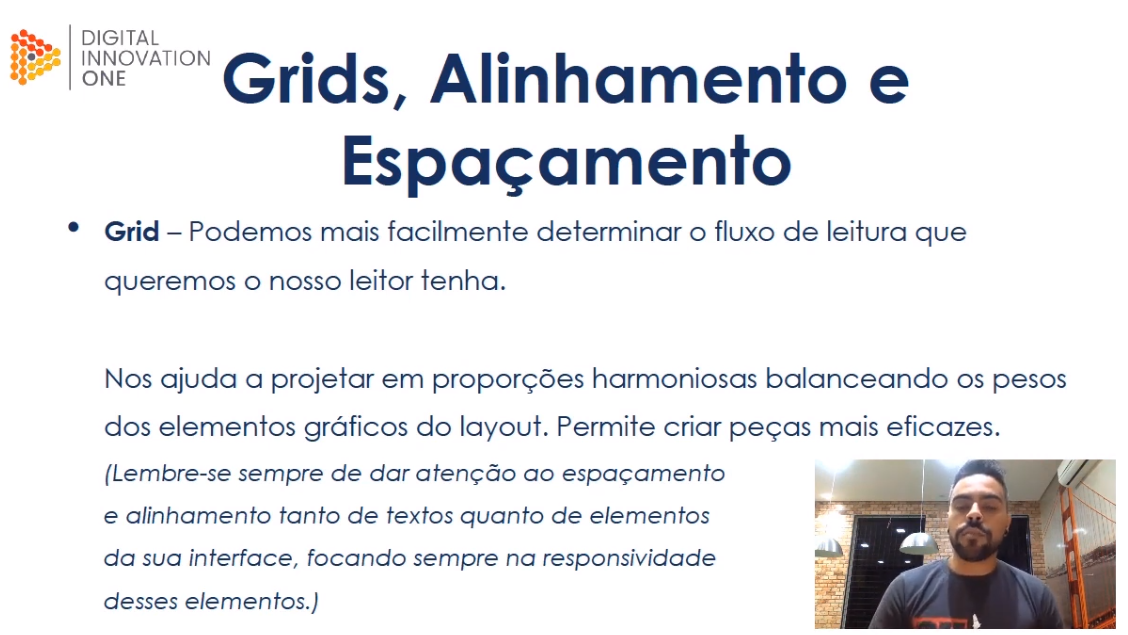 DIGITAL
INNOVATION
ONE
Grids, Alinhamento e
Espaçamento
• Grid – Podemos mais facilmente determinar o fluxo de leitura que
queremos o nosso leitor tenha.
Nos ajuda a projetar em proporções harmoniosas balanceando os pesos
dos elementos gráficos do layout. Permite criar peças mais eficazes.
(Lembre-se sempre de dar atenção ao espaçamento
e alinhamento tanto de textos quanto de elementos
da sua interface, focando sempre na responsividade
desses elementos.)